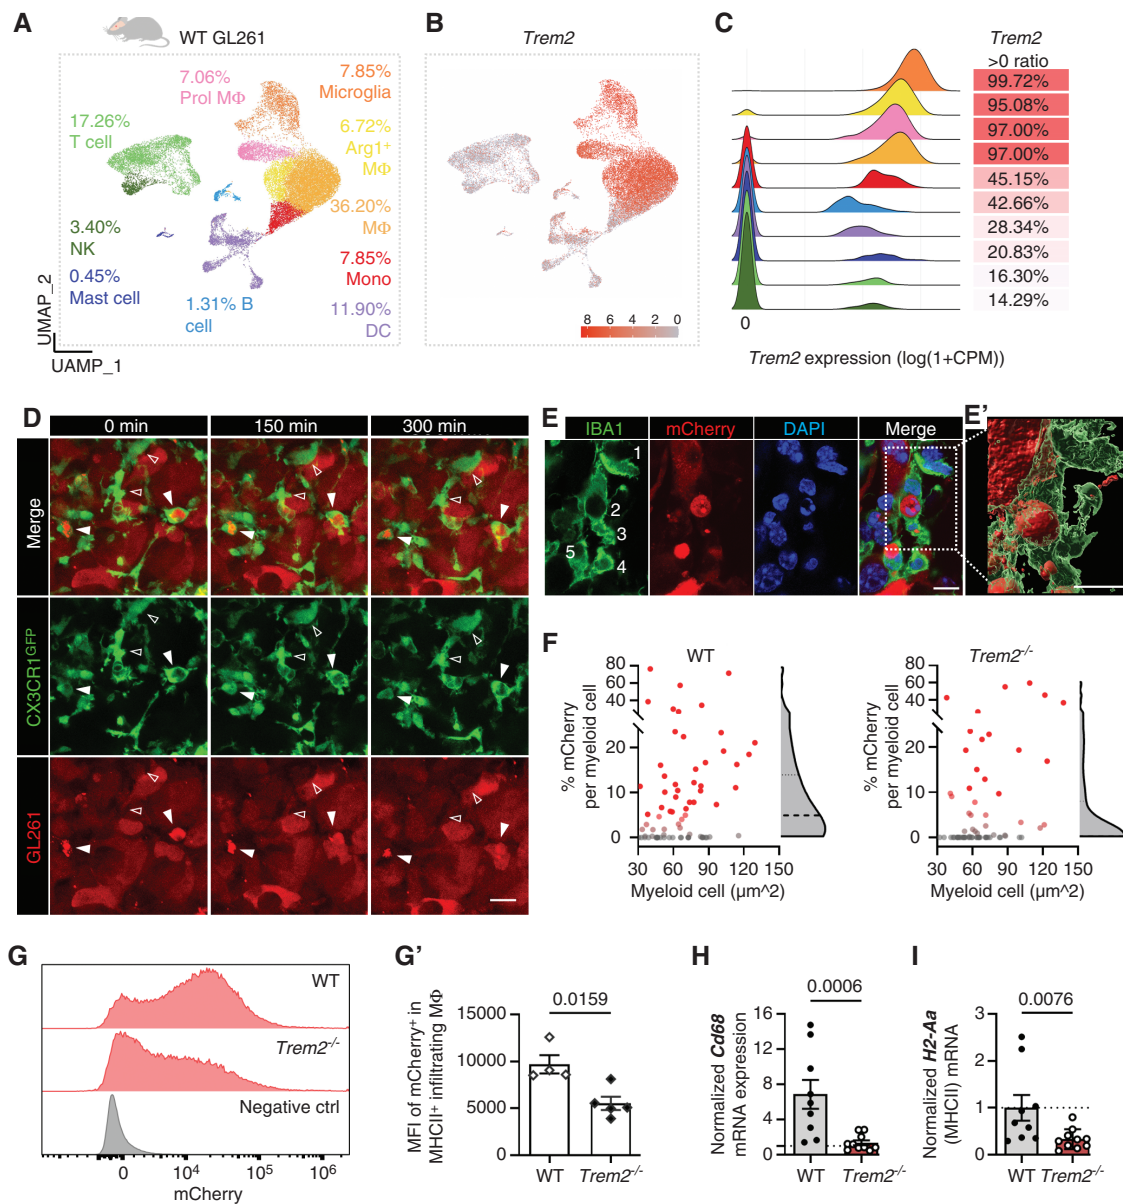 A
WT GL261
7.06%
Prol MΦ
7.85%
Microglia
17.26%
T cell
6.72%
Arg1⁺
MΦ
36.20%
MΦ
3.40%
NK
0.45%
Mast cell
7.85%
Mono
1.31% B
cell
11.90%
DC
UMAP_2
UAMP_1
B
Trem2
8 6 4 2 0
C
Trem2
>0 ratio
99.72%
95.08%
97.00%
97.00%
45.15%
42.66%
28.34%
20.83%
16.30%
14.29%
0
Trem2 expression (log(1+CPM))
D
0 min
150 min
300 min
Merge
CX3CR1ᴳᶠᴾ
GL261
E
IBA1
mCherry
DAPI
Merge
1
2
3
4
5
E'
F
WT
% mCherry
per myeloid cell
80
60
40
20
10
0
30 60 90 120 150
Myeloid cell (µm^2)
Trem2⁻/⁻
% mCherry
per myeloid cell
80
60
40
20
10
0
30 60 90 120 150
Myeloid cell (µm^2)
G
WT
Trem2⁻/⁻
Negative ctrl
0 10⁴ 10⁵ 10⁶
mCherry
G'
MFI of mCherry⁺ in
MHCII⁺ infiltrating MΦ
0.0159
15000
10000
5000
0
WT Trem2⁻/⁻
H
Normalized Cd68
mRNA expression
0.0006
16
12
8
4
0
WT Trem2⁻/⁻
I
Normalized H2-Aa
(MHCII) mRNA
0.0076
3
2
1
0
WT Trem2⁻/⁻